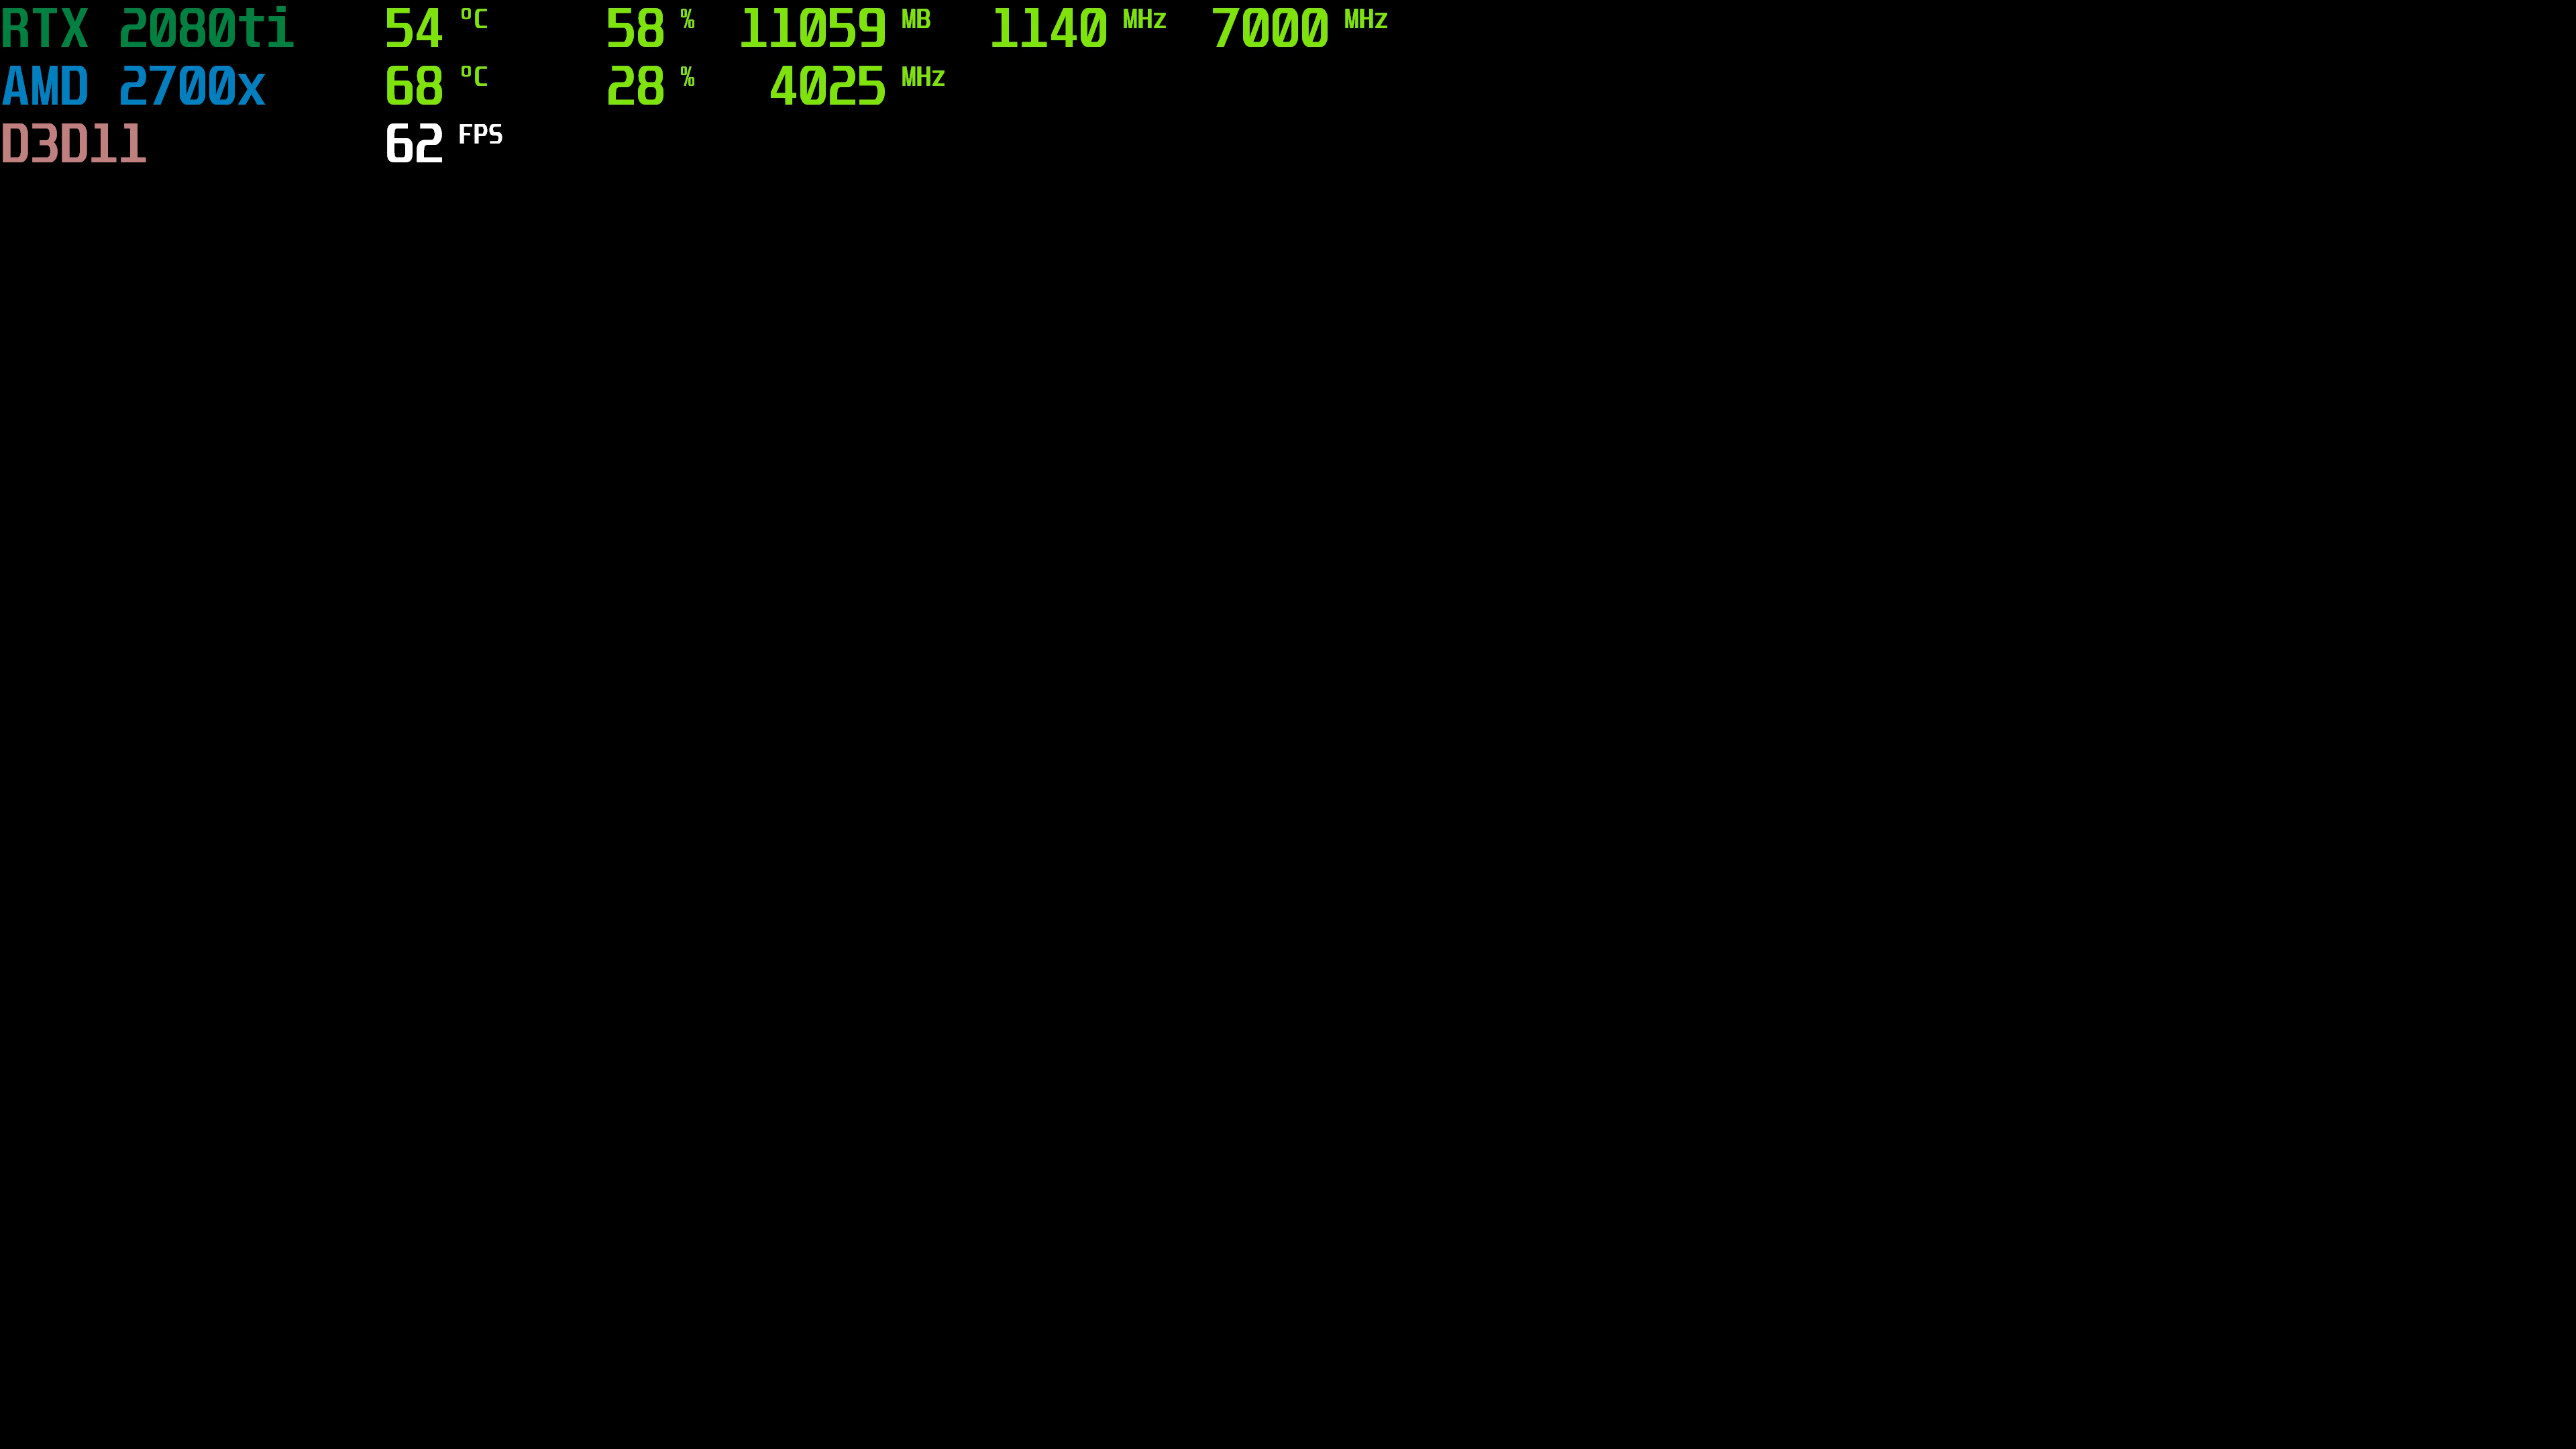 RTX 2080ti 54 °C 58 % 11059 MB 1140 MHz 7000 MHz
AMD 2700x 68 °C 28 % 4025 MHz
D3D11 62 FPS